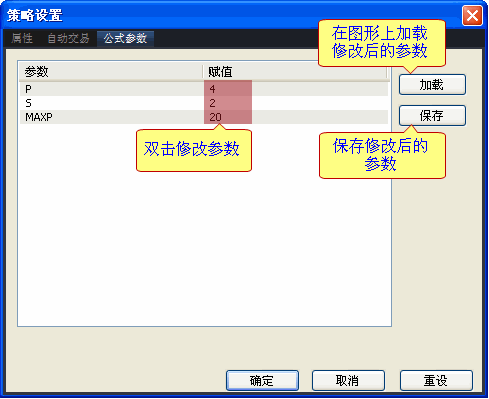 策略设置
属性 自动交易 公式参数
在图形上加载
修改后的参数
参数 赋值
P 4
S 2
MAXP 20
加载
保存
双击修改参数
保存修改后的
参数
确定 取消 重设